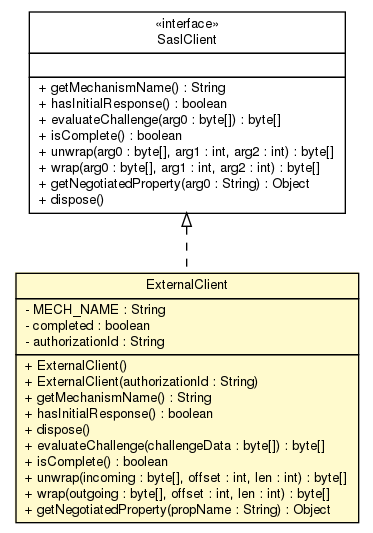 «interface»
SaslClient
+ getMechanismName() : String
+ hasInitialResponse() : boolean
+ evaluateChallenge(arg0 : byte[]) : byte[]
+ isComplete() : boolean
+ unwrap(arg0 : byte[], arg1 : int, arg2 : int) : byte[]
+ wrap(arg0 : byte[], arg1 : int, arg2 : int) : byte[]
+ getNegotiatedProperty(arg0 : String) : Object
+ dispose()
ExternalClient
- MECH_NAME : String
- completed : boolean
- authorizationId : String
+ ExternalClient()
+ ExternalClient(authorizationId : String)
+ getMechanismName() : String
+ hasInitialResponse() : boolean
+ dispose()
+ evaluateChallenge(challengeData : byte[]) : byte[]
+ isComplete() : boolean
+ unwrap(incoming : byte[], offset : int, len : int) : byte[]
+ wrap(outgoing : byte[], offset : int, len : int) : byte[]
+ getNegotiatedProperty(propName : String) : Object